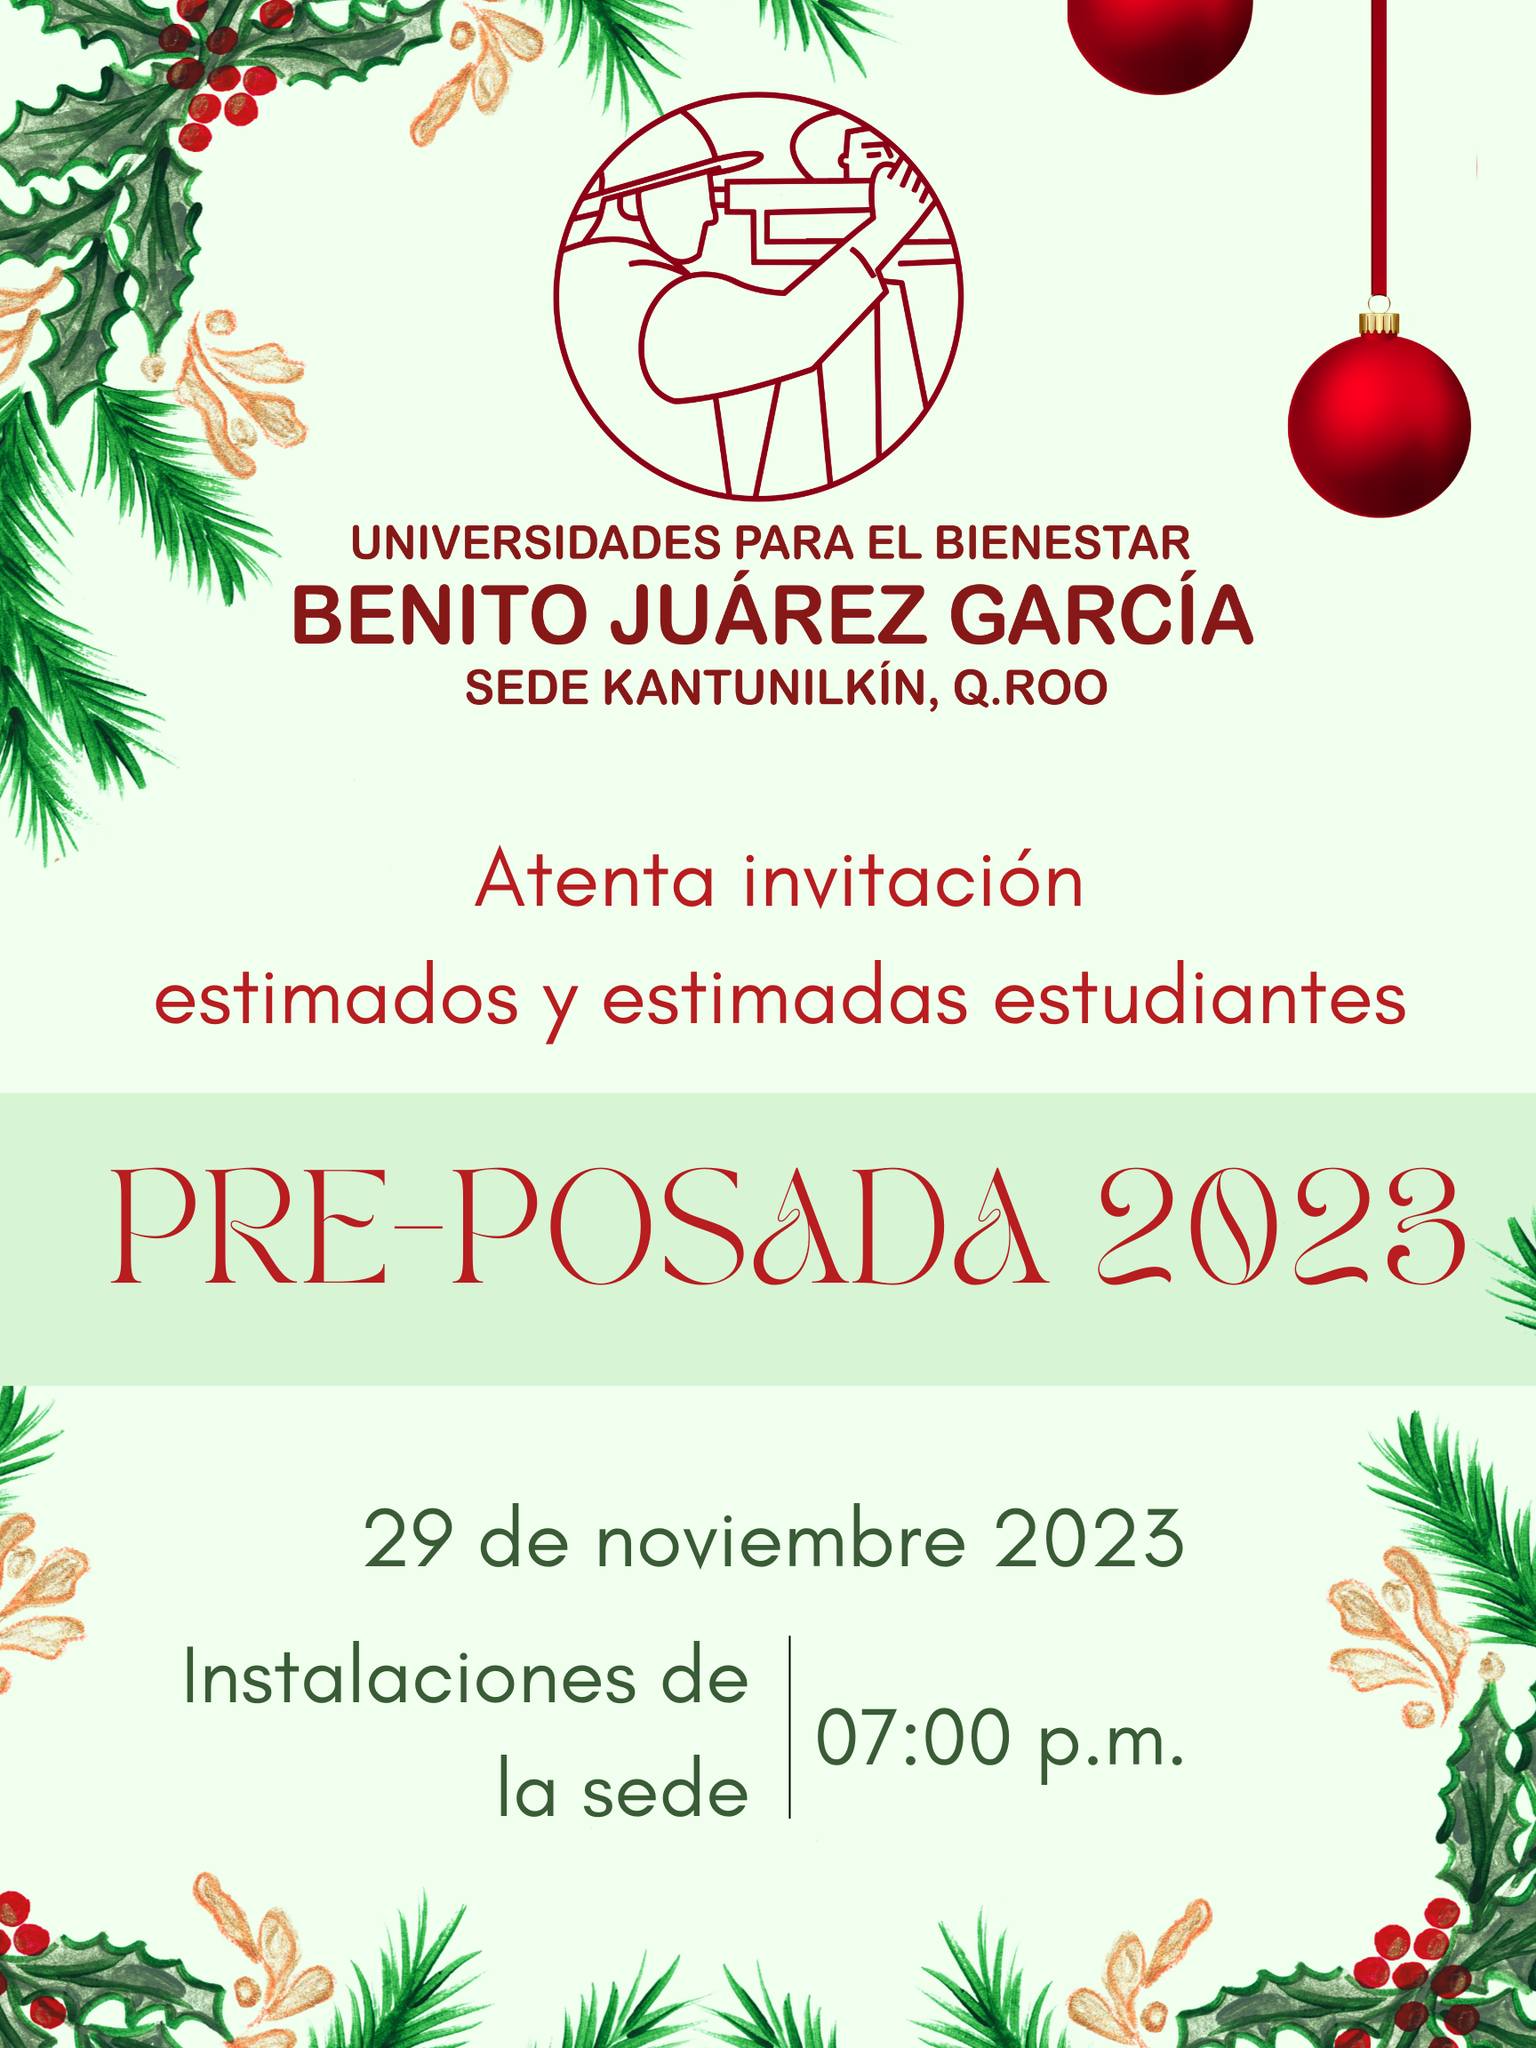 UNIVERSIDADES PARA EL BIENESTAR
BENITO JUÁREZ GARCÍA
SEDE KANTUNILKÍN, Q.ROO
Atenta invitación
estimados y estimadas estudiantes
PRE-POSADA 2023
29 de noviembre 2023
Instalaciones de
la sede
07:00 p.m.